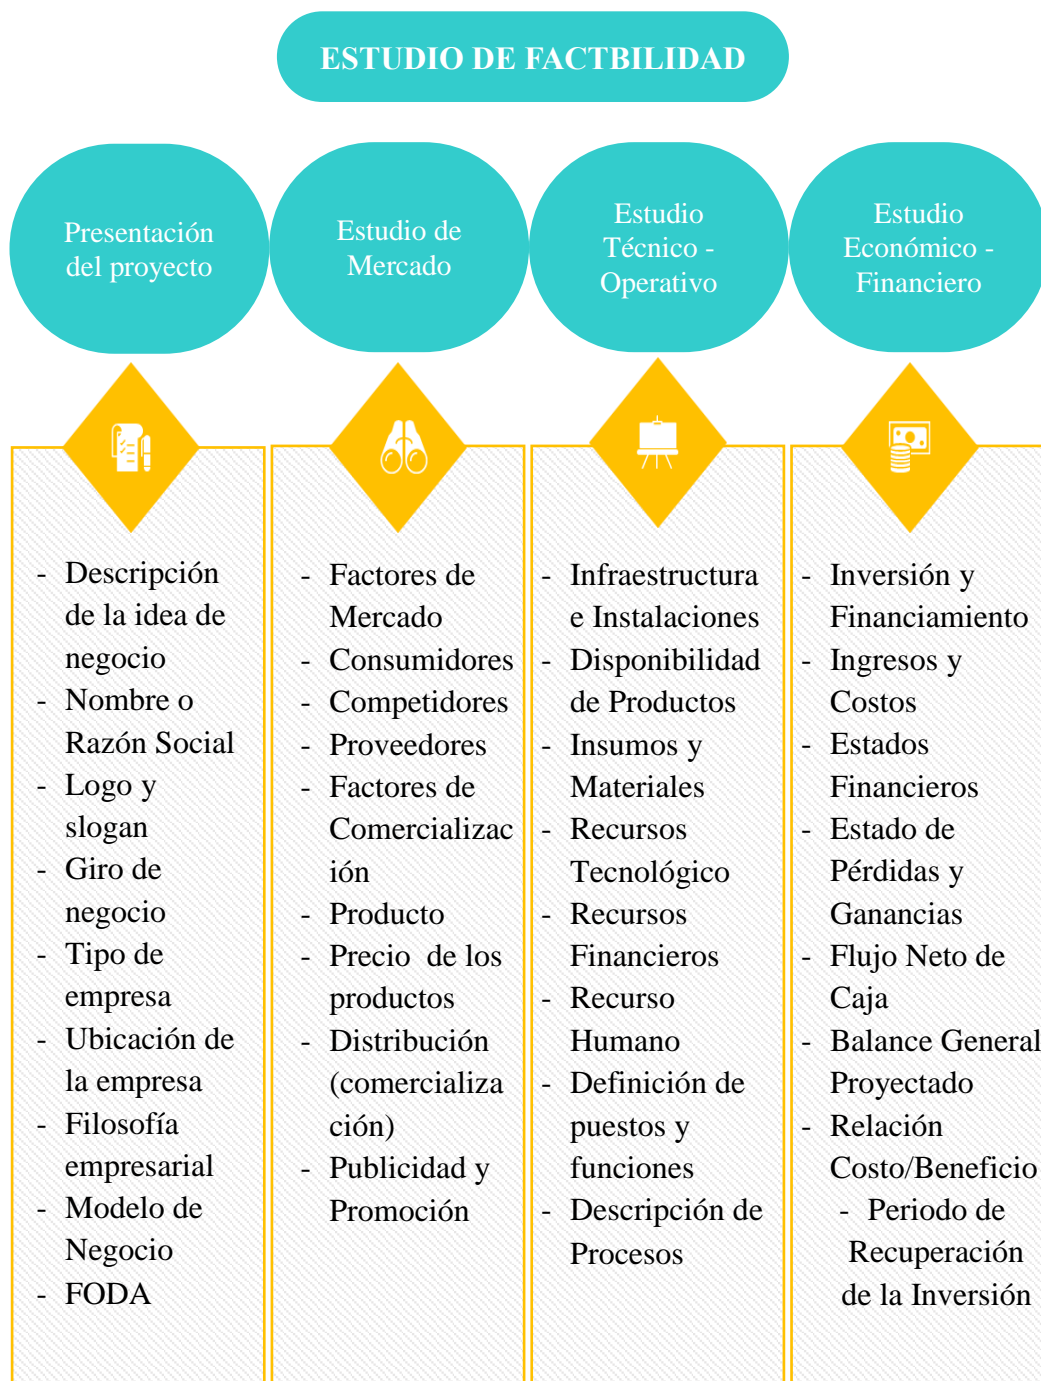 ESTUDIO DE FACTBILIDAD
Presentación
del proyecto
Estudio de
Mercado
Estudio
Técnico -
Operativo
Estudio
Económico -
Financiero
- Descripción
de la idea de
negocio
- Nombre o
Razón Social
- Logo y
slogan
- Giro de
negocio
- Tipo de
empresa
- Ubicación de
la empresa
- Filosofía
empresarial
- Modelo de
Negocio
- FODA
- Factores de
Mercado
- Consumidores
- Competidores
- Proveedores
- Factores de
Comercializac
ión
- Producto
- Precio  de los
productos
- Distribución
(comercializa
ción)
- Publicidad y
Promoción
- Infraestructura
e Instalaciones
- Disponibilidad
de Productos
- Insumos y
Materiales
- Recursos
Tecnológico
- Recursos
Financieros
- Recurso
Humano
- Definición de
puestos y
funciones
- Descripción de
Procesos
- Inversión y
Financiamiento
- Ingresos y
Costos
- Estados
Financieros
- Estado de
Pérdidas y
Ganancias
- Flujo Neto de
Caja
- Balance General
Proyectado
- Relación
Costo/Beneficio
- Periodo de
Recuperación
de la Inversión